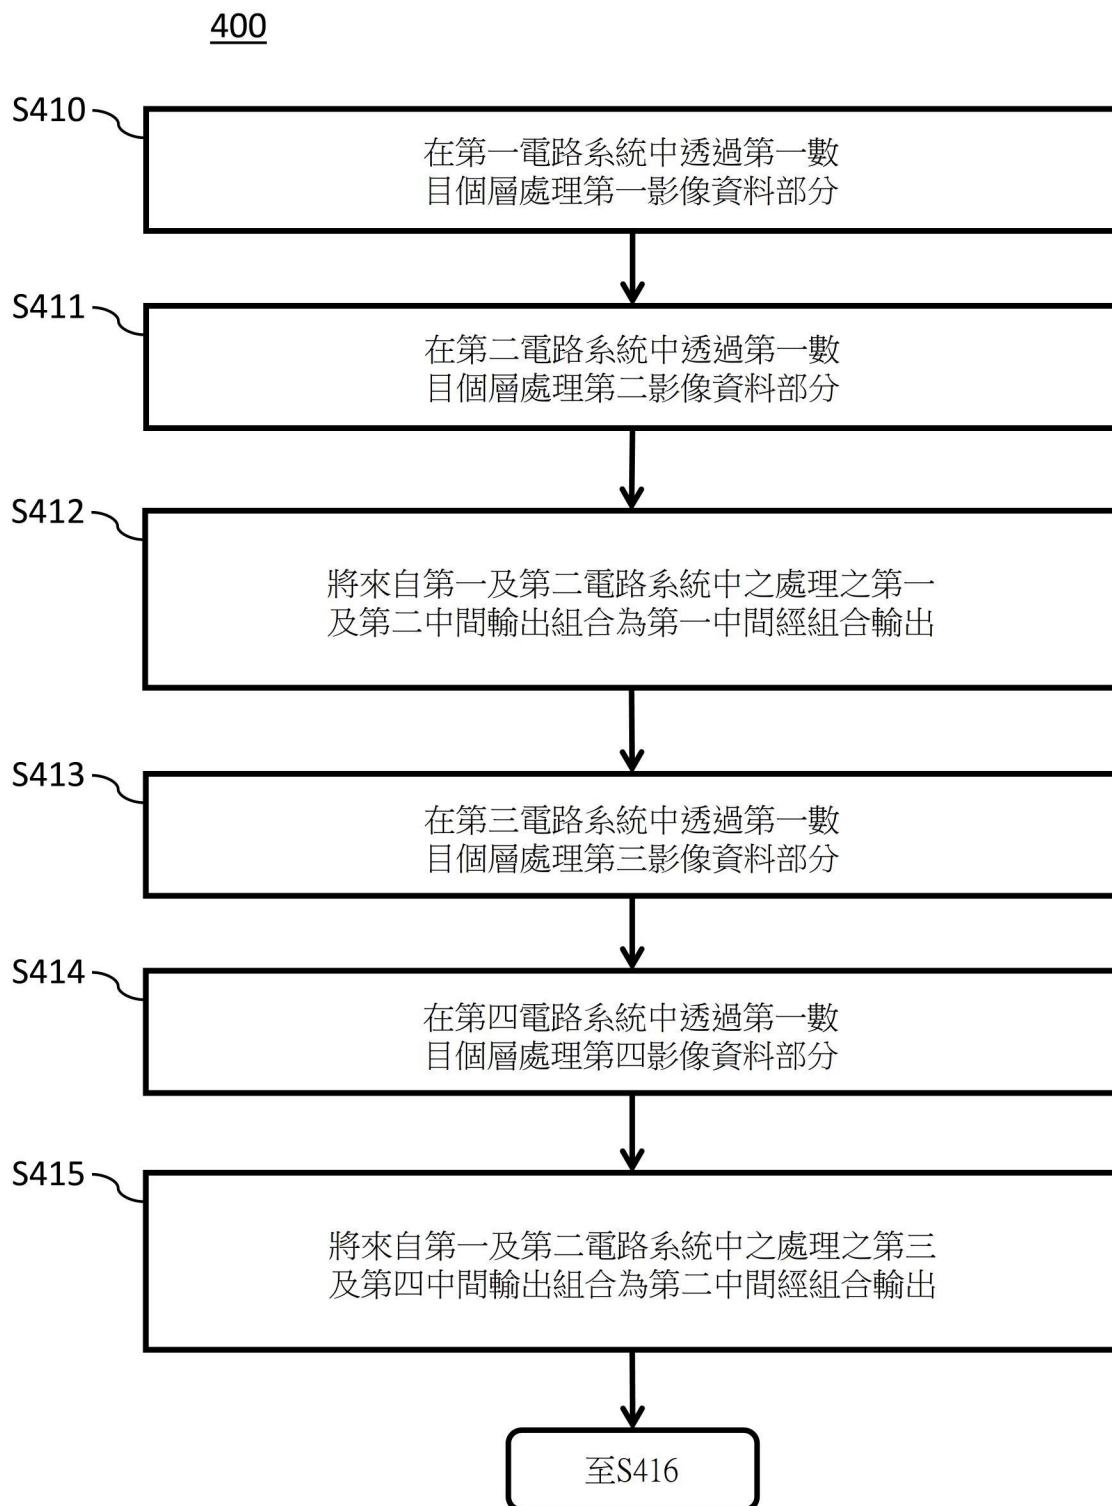 400
S410
在第一電路系統中透過第一數
目個層處理第一影像資料部分
S411
在第二電路系統中透過第一數
目個層處理第二影像資料部分
S412
將來自第一及第二電路系統中之處理之第一
及第二中間輸出組合為第一中間經組合輸出
S413
在第三電路系統中透過第一數
目個層處理第三影像資料部分
S414
在第四電路系統中透過第一數
目個層處理第四影像資料部分
S415
將來自第一及第二電路系統中之處理之第三
及第四中間輸出組合為第二中間經組合輸出
至S416